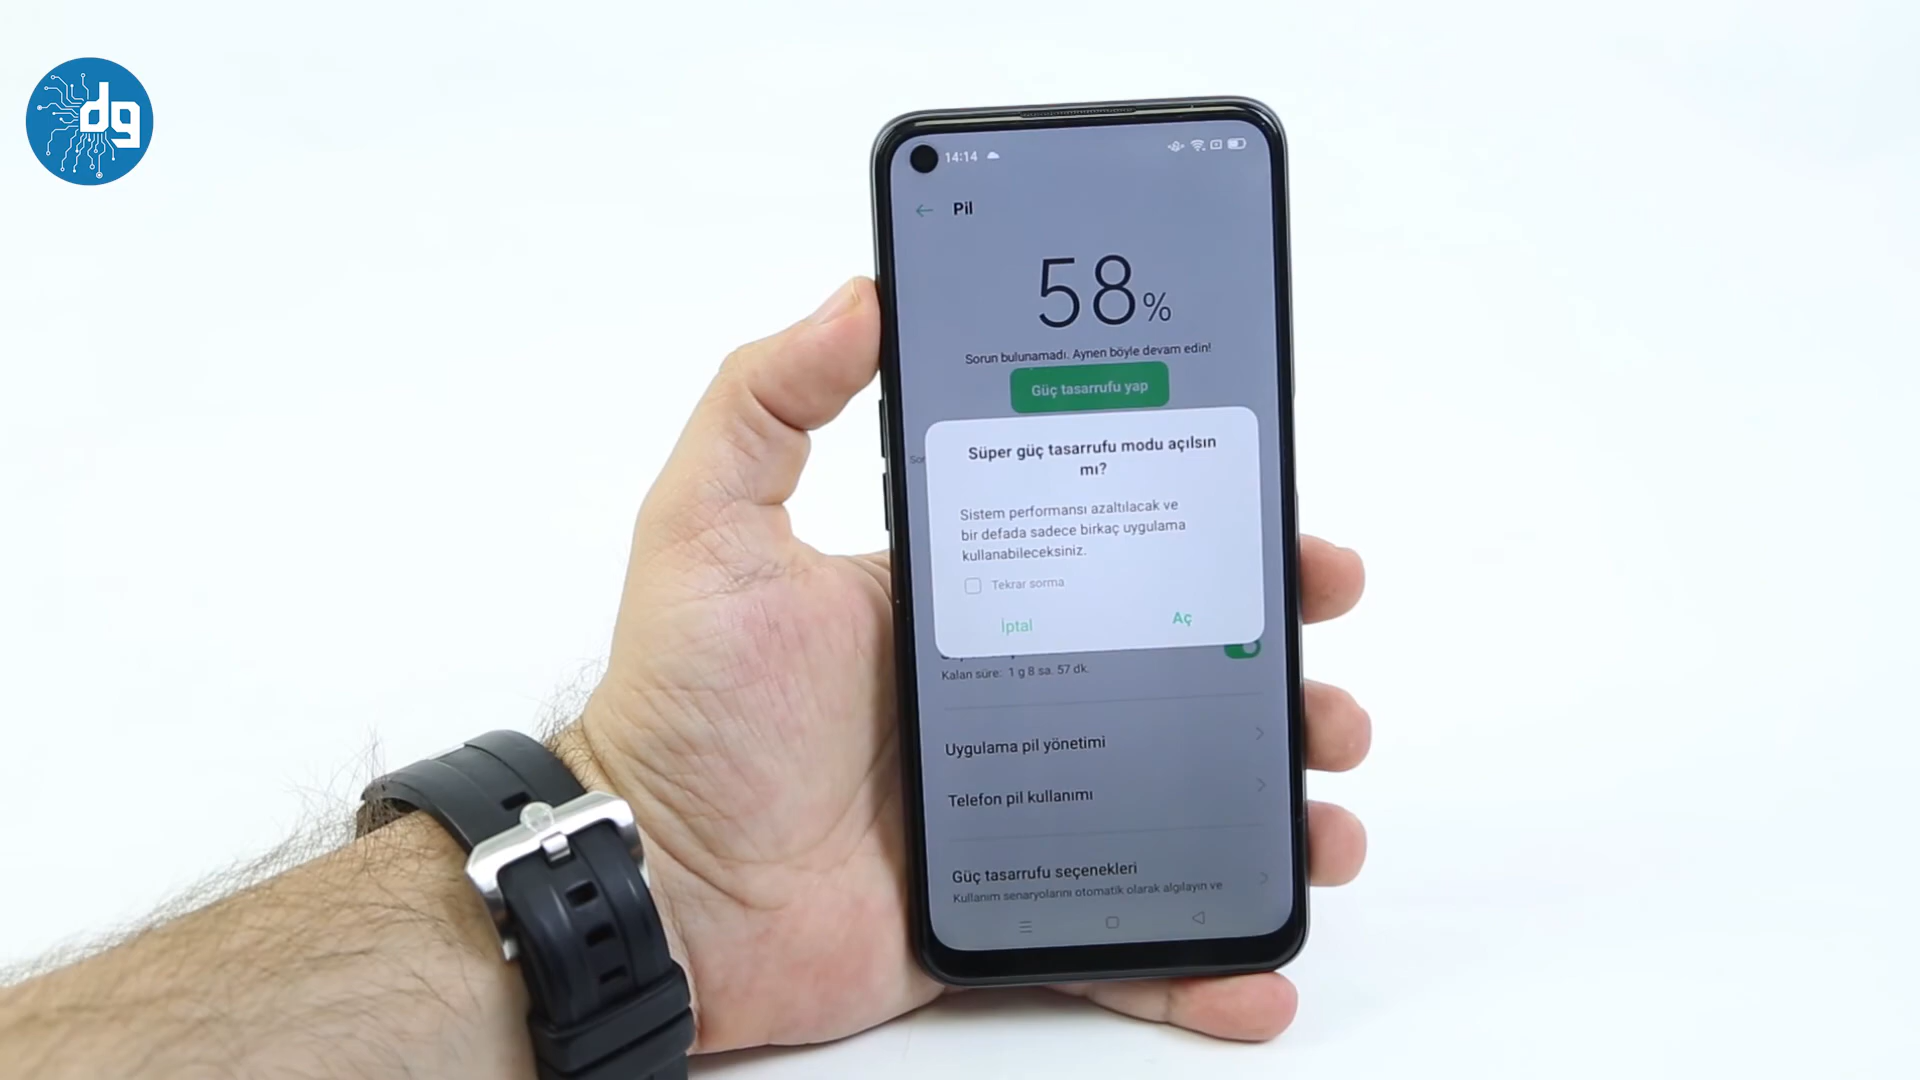 dg
14:14
Pil
58%
Sorun bulunamadı. Aynen böyle devam edin!
Güç tasarrufu yap
Süper güç tasarrufu modu açılsın
mı?
Sistem performansı azaltılacak ve
bir defada sadece birkaç uygulama
kullanabileceksiniz.
Tekrar sorma
İptal
Aç
Kalan süre: 1 g 8 sa. 57 dk.
Uygulama pil yönetimi
Telefon pil kullanımı
Güç tasarrufu seçenekleri
Kullanım senaryolarını otomatik olarak algılayın ve